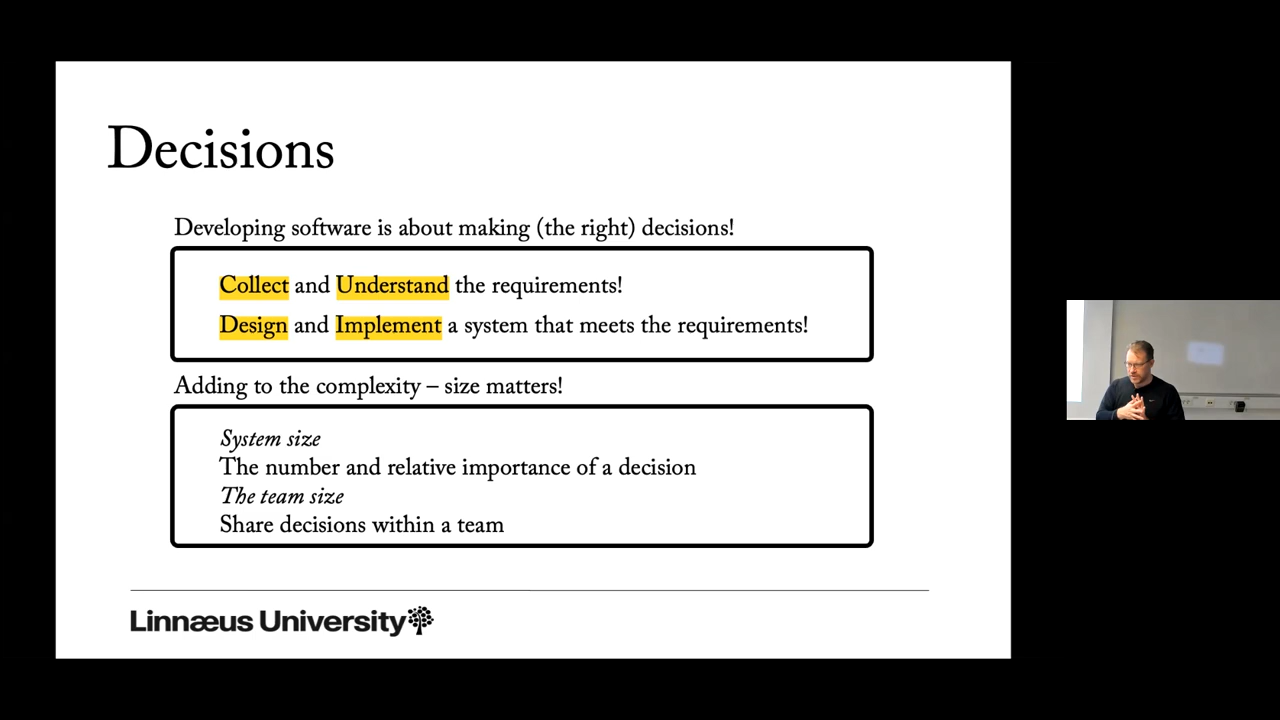 Decisions
Developing software is about making (the right) decisions!
Collect and Understand the requirements!
Design and Implement a system that meets the requirements!
Adding to the complexity – size matters!
System size
The number and relative importance of a decision
The team size
Share decisions within a team
Linnæus University